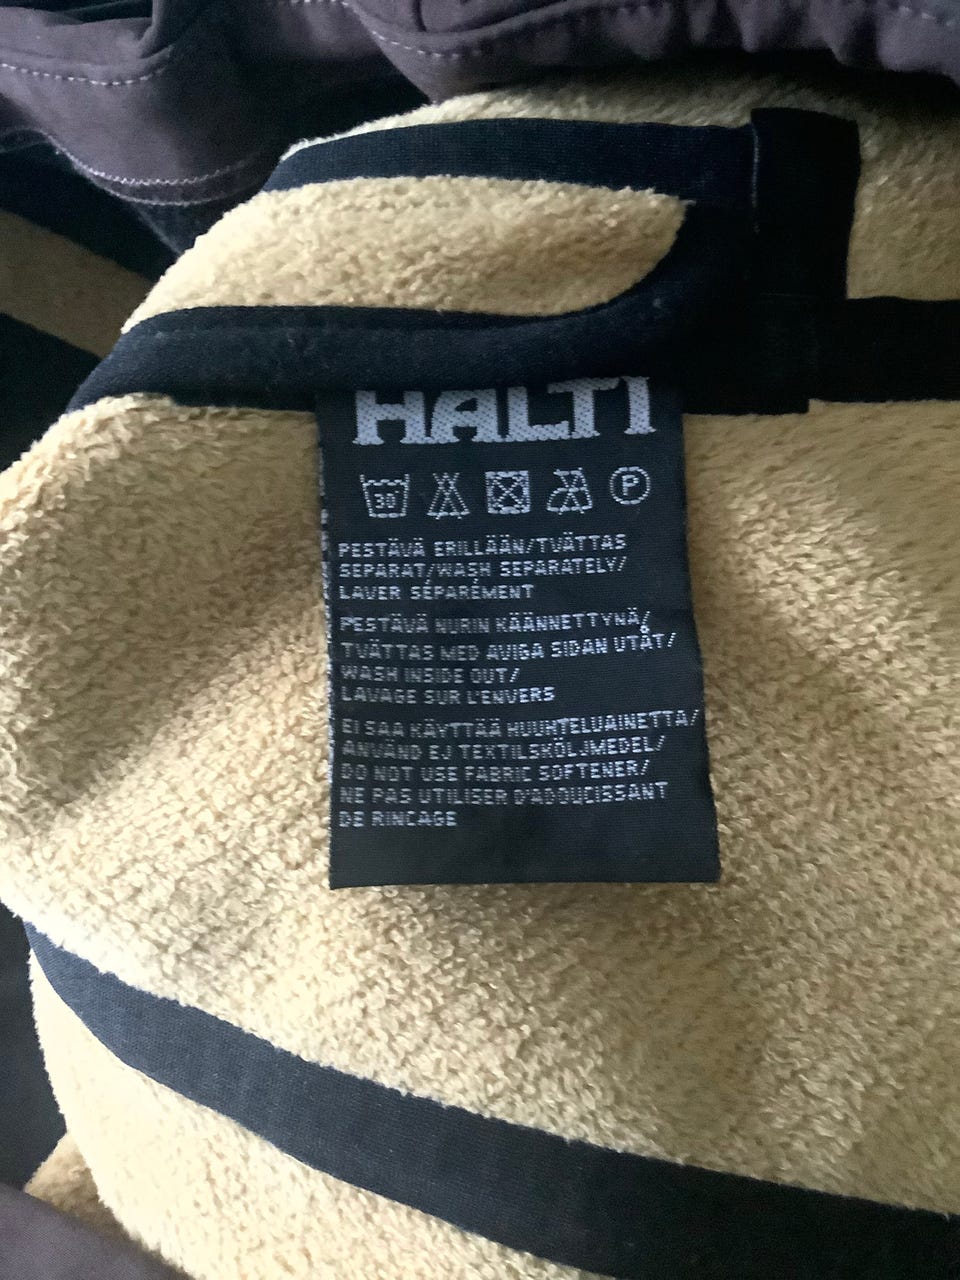 HALTI
30 P
PESTÄVÄ ERILLÄÄN/TVÄTTAS
SEPARAT/WASH SEPARATELY/
LAVER SÉPARÉMENT
PESTÄVÄ NURIN KÄÄNNETTYNÄ/
TVÄTTAS MED AVIGA SIDAN UTÅT/
WASH INSIDE OUT/
LAVAGE SUR L'ENVERS
EI SAA KÄYTTÄÄ HUUHTELUAINETTA/
ANVÄND EJ TEXTILSKÖLJMEDEL/
DO NOT USE FABRIC SOFTENER/
NE PAS UTILISER D'ADOUCISSANT
DE RINCAGE